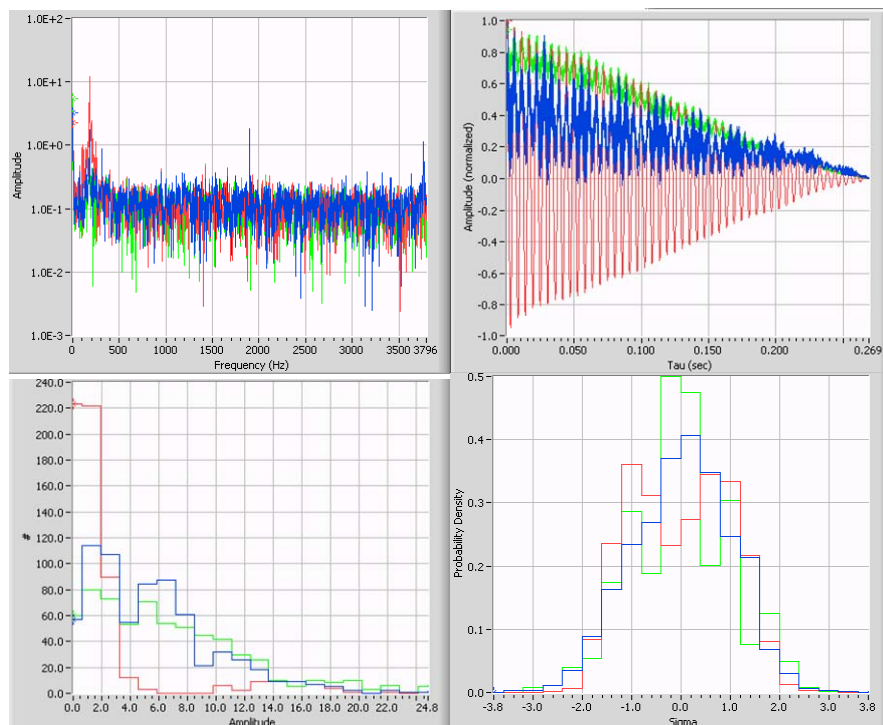 1.0E+2
1.0E+1
1.0E+0
1.0E-1
1.0E-2
1.0E-3
Amplitude
0 500 1000 1500 2000 2500 3000 3500 3796
Frequency (Hz)
1.0
0.8
0.6
0.4
0.2
0.0
-0.2
-0.4
-0.6
-0.8
-1.0
Amplitude (normalized)
0.000 0.050 0.100 0.150 0.200 0.269
Tau (sec)
240.0
220.0
200.0
180.0
160.0
140.0
120.0
100.0
80.0
60.0
40.0
20.0
0.0
#
0.0 2.0 4.0 6.0 8.0 10.0 12.0 14.0 16.0 18.0 20.0 22.0 24.8
Amplitude
0.5
0.4
0.3
0.2
0.1
0.0
Probability Density
-3.8 -3.0 -2.0 -1.0 0.0 1.0 2.0 3.0 3.8
Sigma